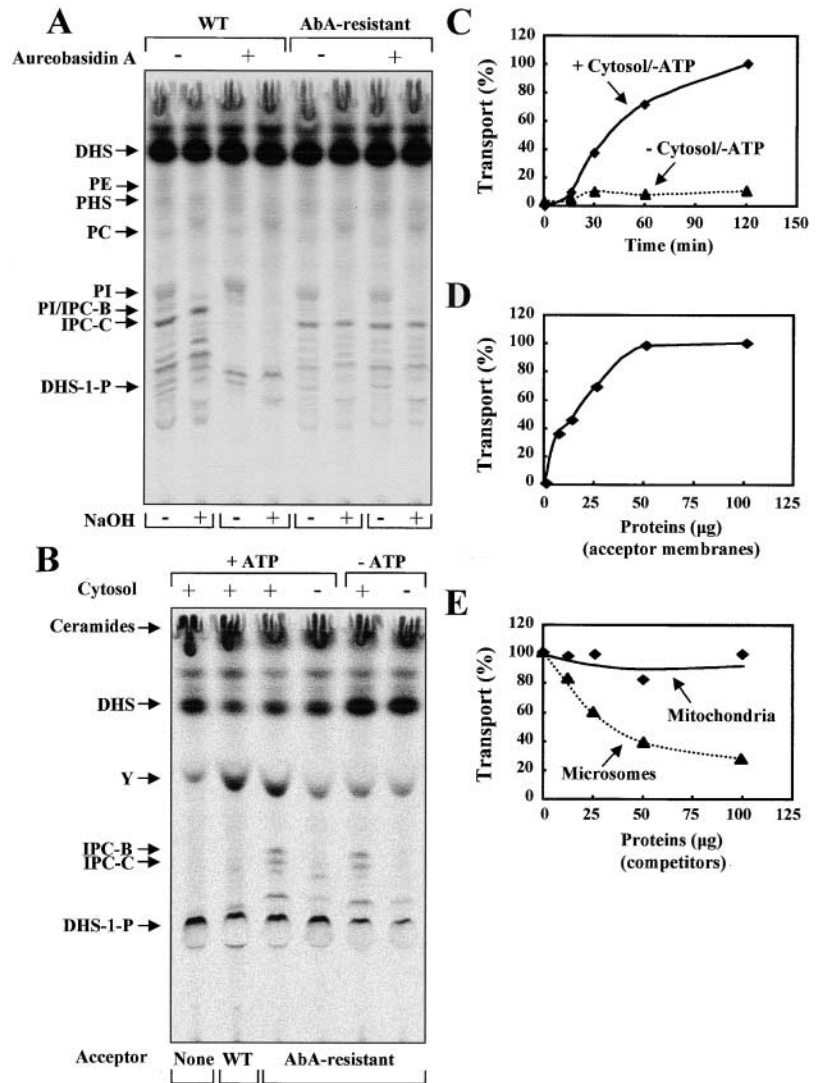 A
WT
AbA-resistant
Aureobasidin A
-
+
-
+
DHS
PE
PHS
PC
PI
PI/IPC-B
IPC-C
DHS-1-P
NaOH
-
+
-
+
-
+
-
+
B
+ ATP
- ATP
Cytosol
+
+
+
-
+
-
Ceramides
DHS
Y
IPC-B
IPC-C
DHS-1-P
Acceptor
None
WT
AbA-resistant
C
Transport (%)
100
80
60
40
20
0
+ Cytosol/-ATP
- Cytosol/-ATP
0
30
60
90
120
150
Time (min)
D
Transport (%)
100
80
60
40
20
0
0
25
50
75
100
125
Proteins (µg)
(acceptor membranes)
E
Transport (%)
100
80
60
40
20
0
Mitochondria
Microsomes
0
25
50
75
100
125
Proteins (µg)
(competitors)